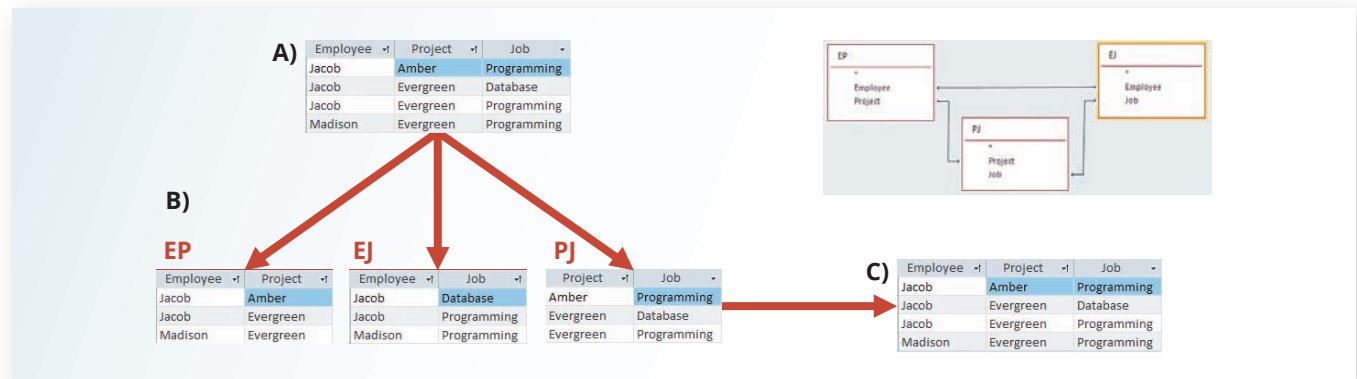 A)
Employee Project Job
Jacob Amber Programming
Jacob Evergreen Database
Jacob Evergreen Programming
Madison Evergreen Programming
EP
*
Employee
Project
EJ
*
Employee
Job
PJ
*
Project
Job
B)
EP
Employee Project
Jacob Amber
Jacob Evergreen
Madison Evergreen
EJ
Employee Job
Jacob Database
Jacob Programming
Madison Programming
PJ
Project Job
Amber Programming
Evergreen Database
Evergreen Programming
C)
Employee Project Job
Jacob Amber Programming
Jacob Evergreen Database
Jacob Evergreen Programming
Madison Evergreen Programming